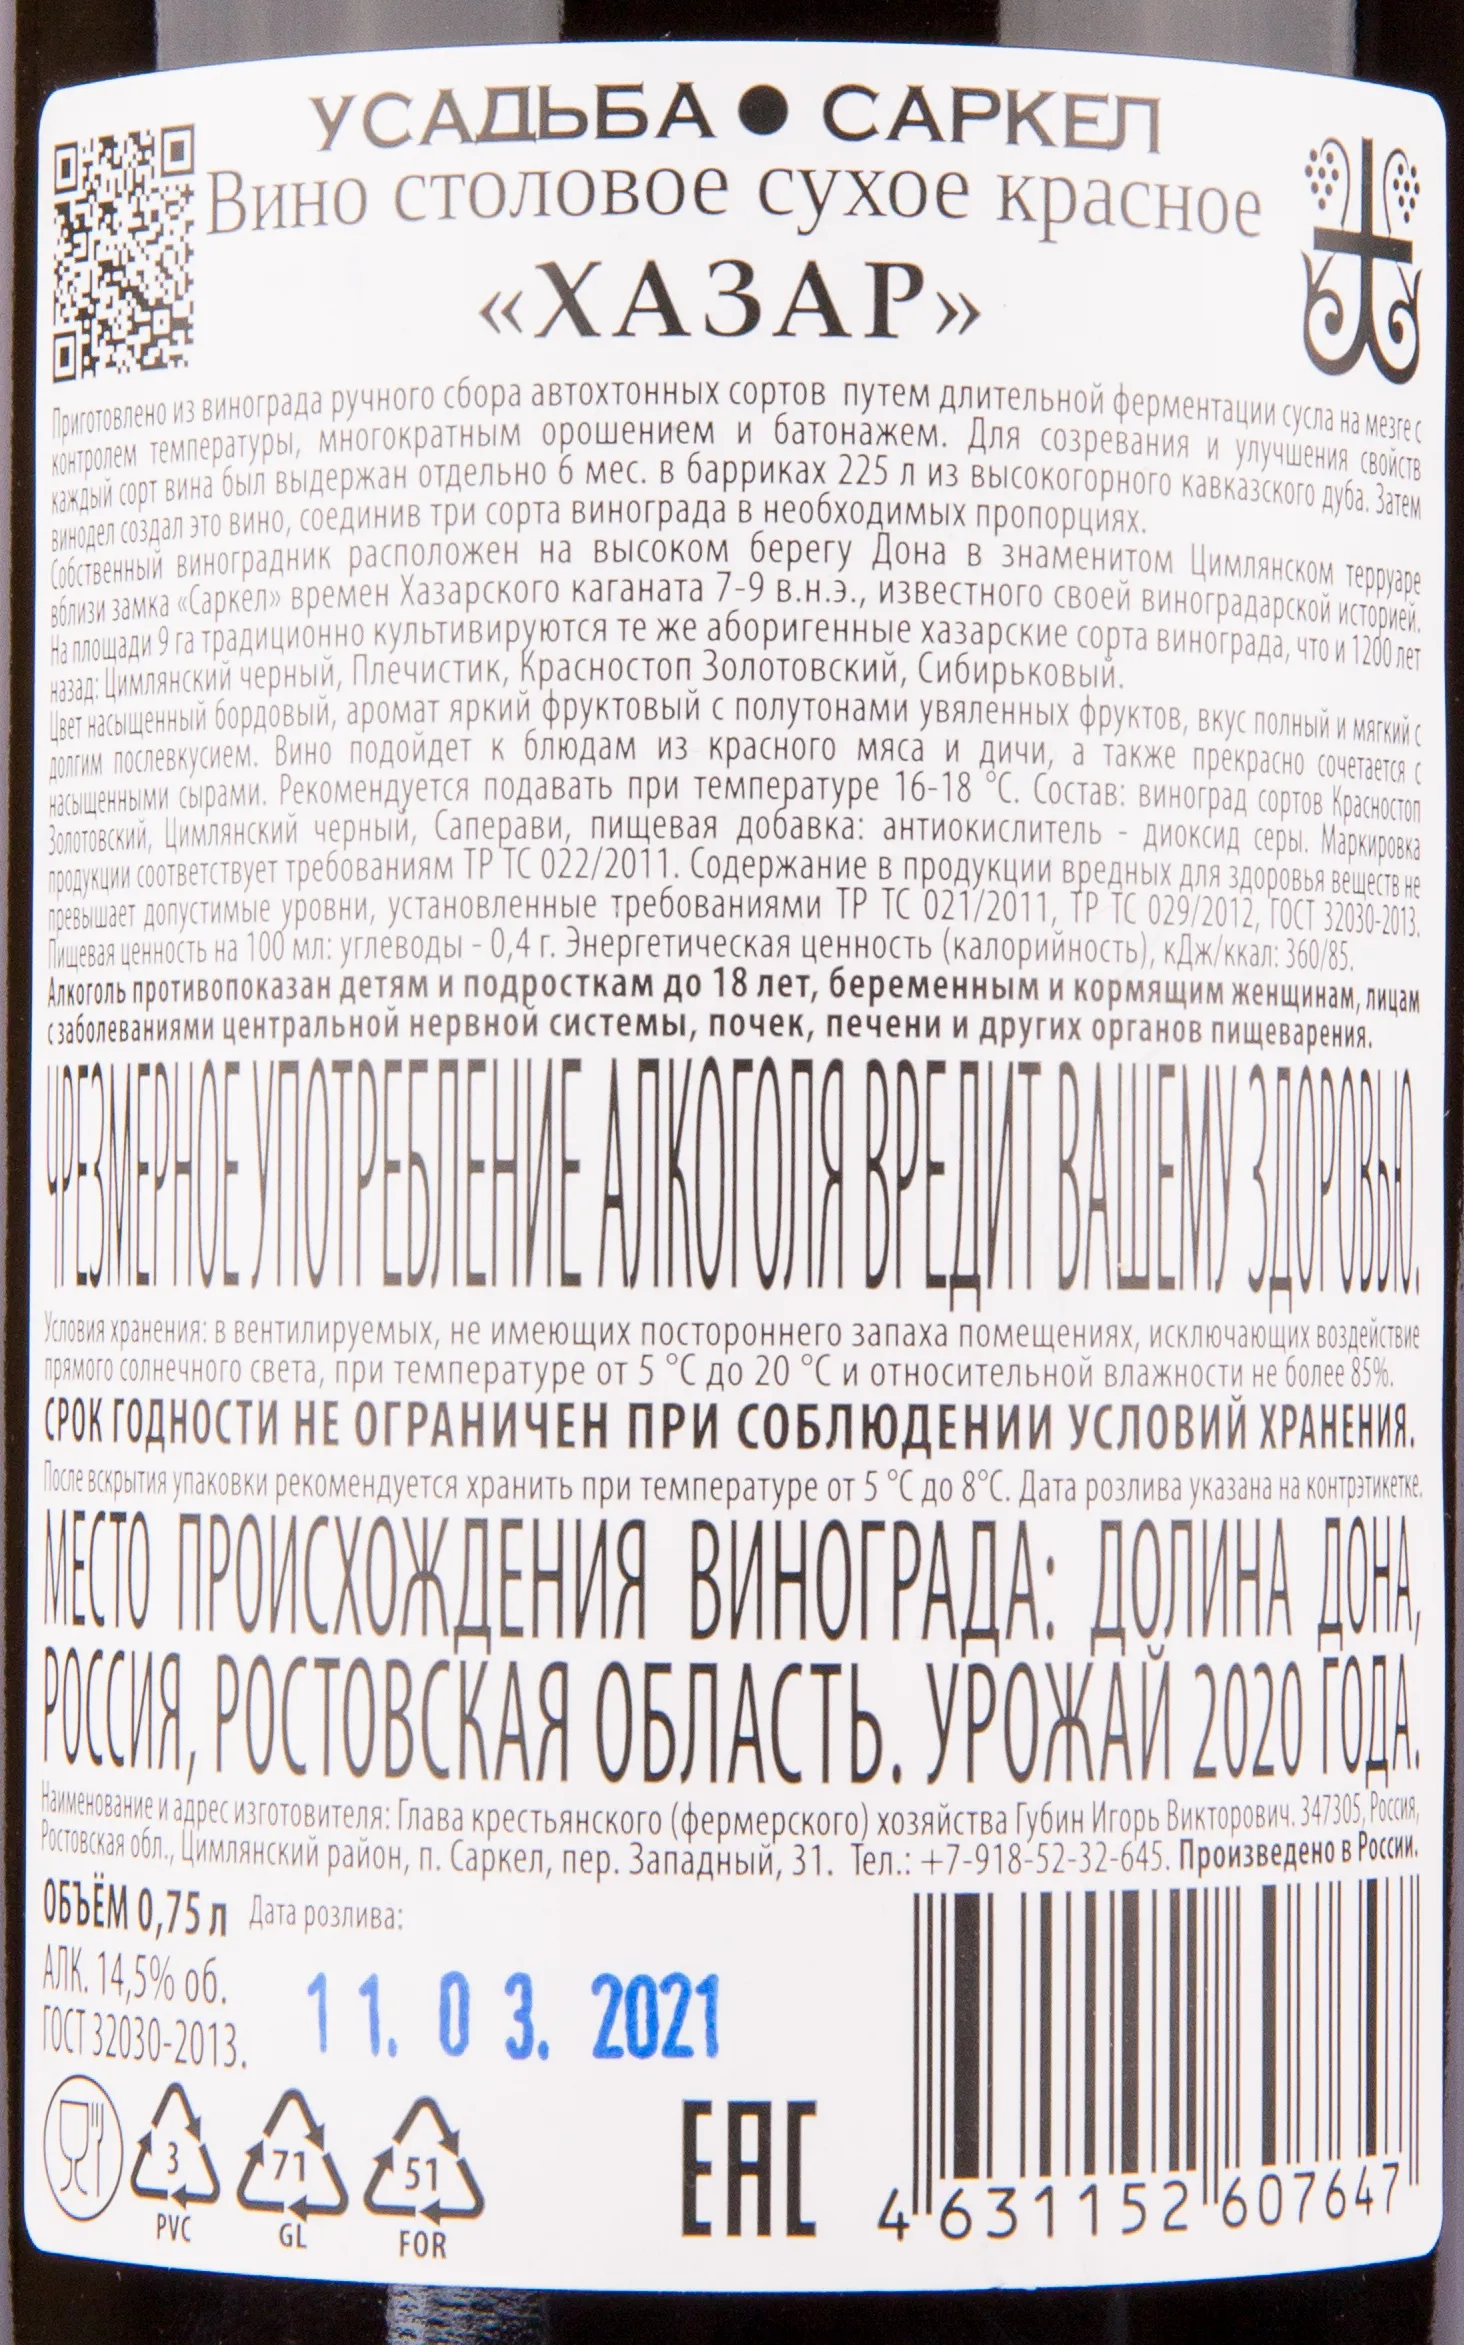 УСАДЬБА • САРКЕЛ
Вино столовое сухое красное
«ХАЗАР»
Приготовлено из винограда ручного сбора автохтонных сортов путем длительной ферментации сусла на мезге с
контролем температуры, многократным орошением и батонажем. Для созревания и улучшения свойств
каждый сорт вина был выдержан отдельно 6 мес. в барриках 225 л из высокогорного кавказского дуба. Затем
винодел создал это вино, соединив три сорта винограда в необходимых пропорциях.
Собственный виноградник расположен на высоком берегу Дона в знаменитом Цимлянском терруаре
вблизи замка «Саркел» времен Хазарского каганата 7-9 в.н.э., известного своей виноградарской историей.
На площади 9 га традиционно культивируются те же аборигенные хазарские сорта винограда, что и 1200 лет
назад: Цимлянский черный, Плечистик, Красностоп Золотовский, Сибирьковый.
Цвет насыщенный бордовый, аромат яркий фруктовый с полутонами увяленных фруктов, вкус полный и мягкий с
долгим послевкусием. Вино подойдет к блюдам из красного мяса и дичи, а также прекрасно сочетается с
насыщенными сырами. Рекомендуется подавать при температуре 16-18 °С. Состав: виноград сортов Красностоп
Золотовский, Цимлянский черный, Саперави, пищевая добавка: антиокислитель - диоксид серы. Маркировка
продукции соответствует требованиям ТР ТС 022/2011. Содержание в продукции вредных для здоровья веществ не
превышает допустимые уровни, установленные требованиями ТР ТС 021/2011, ТР ТС 029/2012, ГОСТ 32030-2013.
Пищевая ценность на 100 мл: углеводы - 0,4 г. Энергетическая ценность (калорийность), кДж/ккал: 360/85.
Алкоголь противопоказан детям и подросткам до 18 лет, беременным и кормящим женщинам, лицам
с заболеваниями центральной нервной системы, почек, печени и других органов пищеварения.
ЧРЕЗМЕРНОЕ УПОТРЕБЛЕНИЕ АЛКОГОЛЯ ВРЕДИТ ВАШЕМУ ЗДОРОВЬЮ.
Условия хранения: в вентилируемых, не имеющих постороннего запаха помещениях, исключающих воздействие
прямого солнечного света, при температуре от 5 °С до 20 °С и относительной влажности не более 85%.
СРОК ГОДНОСТИ НЕ ОГРАНИЧЕН ПРИ СОБЛЮДЕНИИ УСЛОВИЙ ХРАНЕНИЯ.
После вскрытия упаковки рекомендуется хранить при температуре от 5 °С до 8°С. Дата розлива указана на контрэтикетке.
МЕСТО ПРОИСХОЖДЕНИЯ ВИНОГРАДА: ДОЛИНА ДОНА,
РОССИЯ, РОСТОВСКАЯ ОБЛАСТЬ. УРОЖАЙ 2020 ГОДА.
Наименование и адрес изготовителя: Глава крестьянского (фермерского) хозяйства Губин Игорь Викторович. 347305, Россия,
Ростовская обл., Цимлянский район, п. Саркел, пер. Западный, 31. Тел.: +7-918-52-32-645. Произведено в России.
ОБЪЁМ 0,75 л Дата розлива:
АЛК. 14,5% об.
ГОСТ 32030-2013.
11. 03. 2021
3 71 51
PVC GL FOR
EAC
4 631152 607647